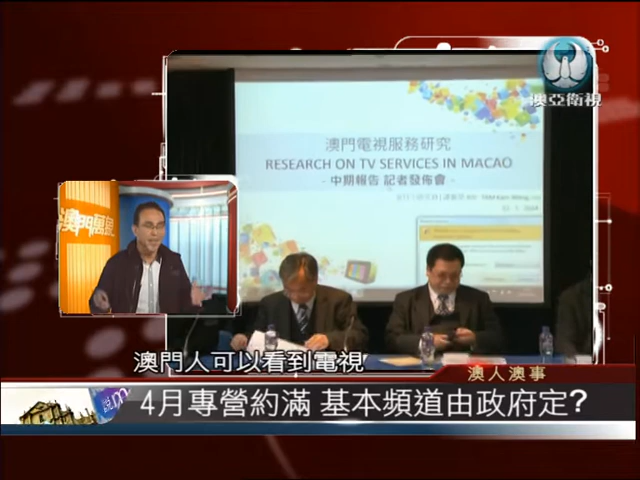 澳亞衛視
澳門電視服務研究
RESEARCH ON TV SERVICES IN MACAO
- 中期報告 記者發佈會 -
澳門
澳門人可以看到電視
澳人澳事
說
4月專營約滿 基本頻道由政府定?